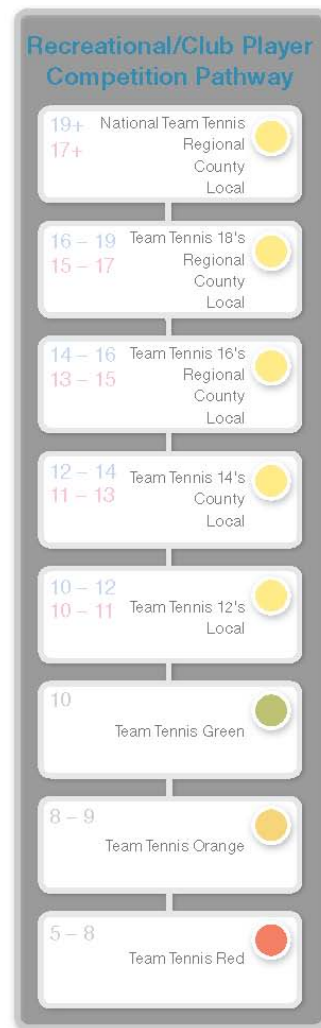 Recreational/Club Player
Competition Pathway
19+ National Team Tennis
17+ Regional
County
Local
16 – 19 Team Tennis 18's
15 – 17 Regional
County
Local
14 – 16 Team Tennis 16's
13 – 15 Regional
County
Local
12 – 14 Team Tennis 14's
11 – 13 County
Local
10 – 12 Team Tennis 12's
10 – 11 Local
10
Team Tennis Green
8 – 9
Team Tennis Orange
5 – 8
Team Tennis Red